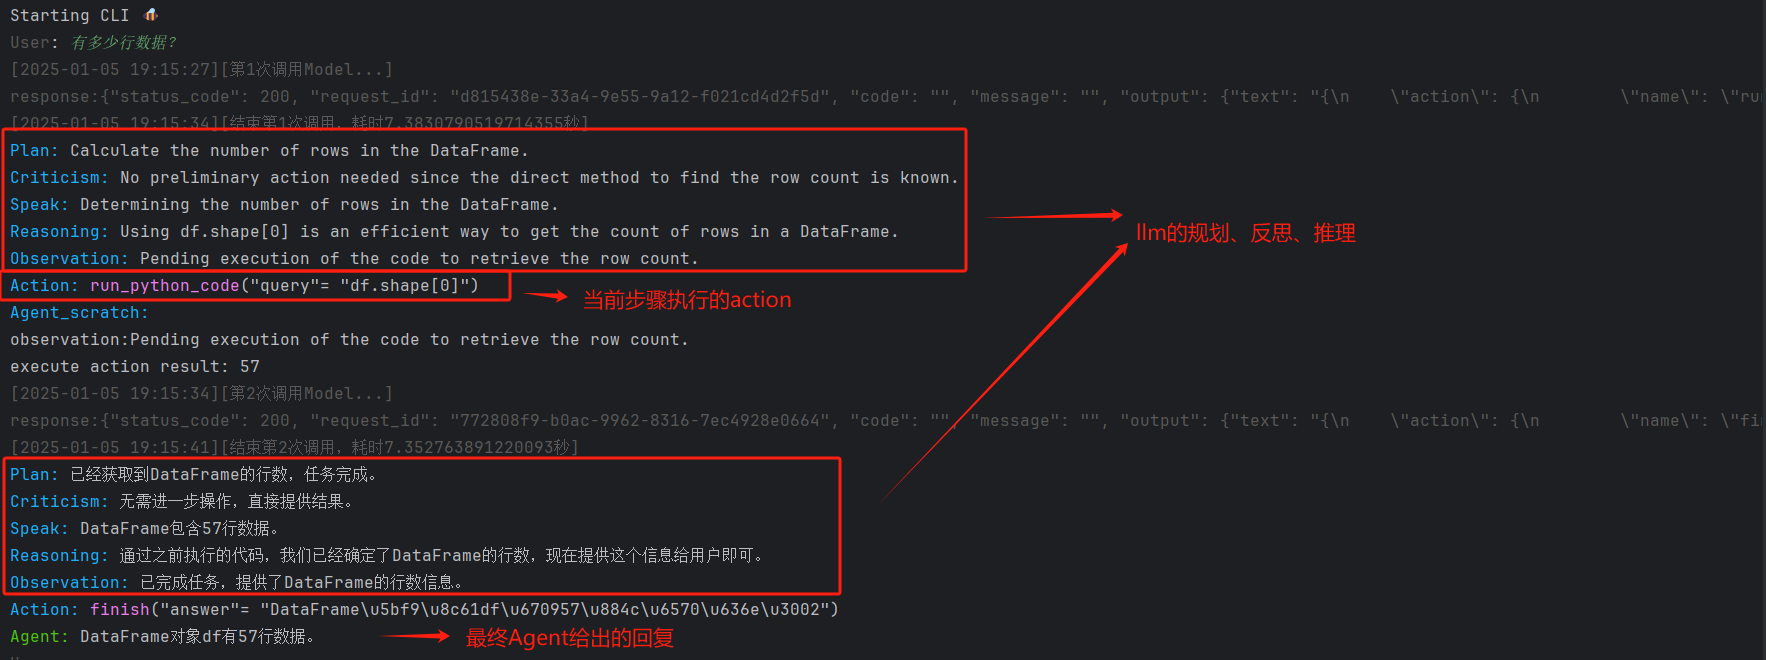 Starting CLI 🐝
User: 有多少行数据?
[2025-01-05 19:15:27][第1次调用Model...]
response:{"status_code": 200, "request_id": "d815438e-33a4-9e55-9a12-f021cd4d2f5d", "code": "", "message": "", "output": {"text": "{\n    \"action\": {\n        \"name\": \"ru
[2025-01-05 19:15:34][结束第1次调用, 耗时7.3830790519714355秒]
Plan: Calculate the number of rows in the DataFrame.
Criticism: No preliminary action needed since the direct method to find the row count is known.
Speak: Determining the number of rows in the DataFrame.
Reasoning: Using df.shape[0] is an efficient way to get the count of rows in a DataFrame.
Observation: Pending execution of the code to retrieve the row count.
llm的规划、反思、推理
Action: run_python_code("query"= "df.shape[0]")
当前步骤执行的action
Agent_scratch:
observation:Pending execution of the code to retrieve the row count.
execute action result: 57
[2025-01-05 19:15:34][第2次调用Model...]
response:{"status_code": 200, "request_id": "772808f9-b0ac-9962-8316-7ec4928e0664", "code": "", "message": "", "output": {"text": "{\n    \"action\": {\n        \"name\": \"fi
[2025-01-05 19:15:41][结束第2次调用, 耗时7.352763891220093秒]
Plan: 已经获取到DataFrame的行数，任务完成。
Criticism: 无需进一步操作，直接提供结果。
Speak: DataFrame包含57行数据。
Reasoning: 通过之前执行的代码，我们已经确定了DataFrame的行数，现在提供这个信息给用户即可。
Observation: 已完成任务，提供了DataFrame的行数信息。
Action: finish("answer"= "DataFrame\u5bf9\u8c61df\u670957\u884c\u6570\u636e\u3002")
Agent: DataFrame对象df有57行数据。
最终Agent给出的回复